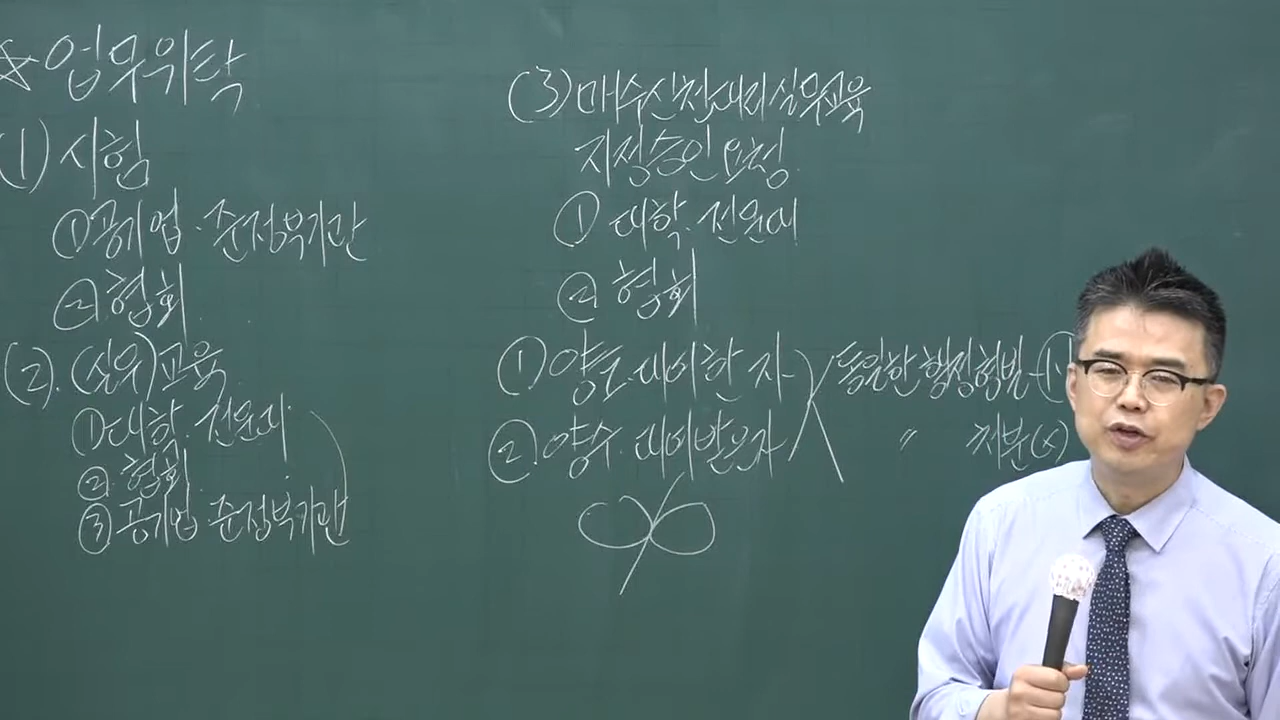 ☆ 업무위탁
(1) 시험
① 공기업·준정부기관
② 협회
(2). (실무)교육
① 대학. 전문대
② 협회
③ 공기업 준정부기관
(3) 매수신청대리 실무교육
지정승인 요청
① 대학. 전문대
② 협회
① 양도·대여한 자
② 양수·대여받은자
동일한 행정형벌
〃 처분(x)